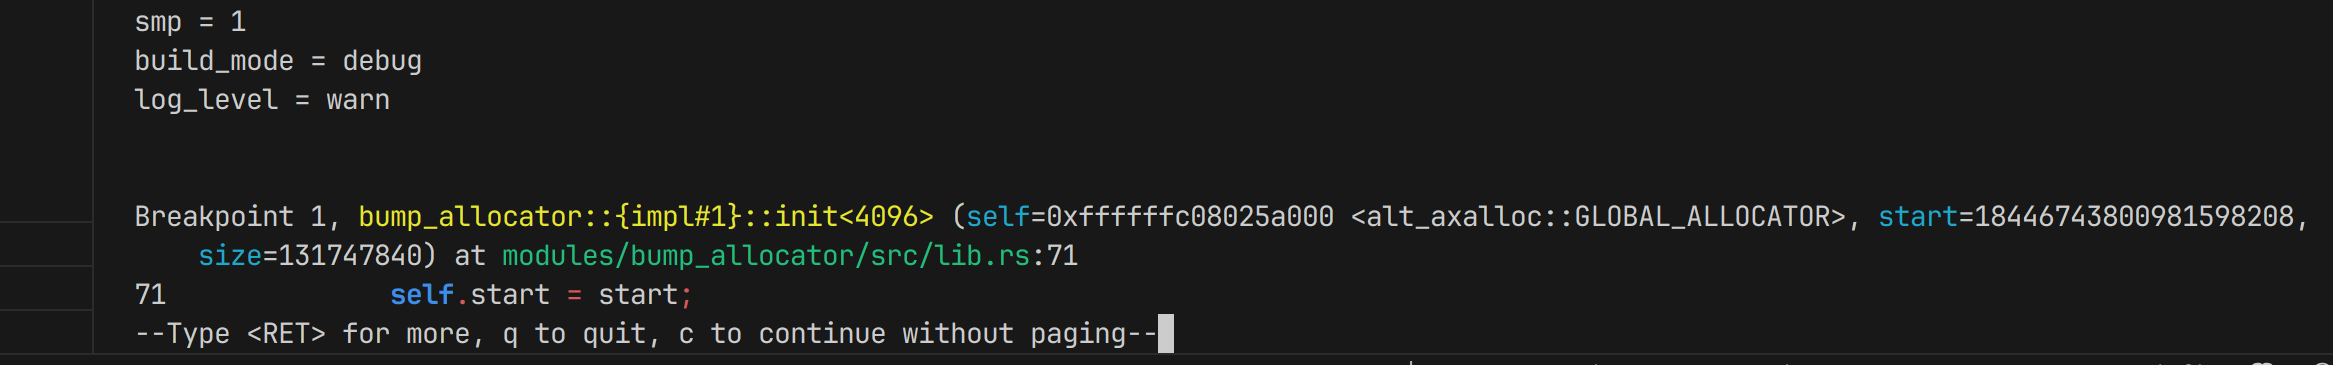 smp = 1
build_mode = debug
log_level = warn
Breakpoint 1, bump_allocator::{impl#1}::init<4096> (self=0xffffffc08025a000 <alt_axalloc::GLOBAL_ALLOCATOR>, start=18446743800981598208,
size=131747840) at modules/bump_allocator/src/lib.rs:71
71 self.start = start;
--Type <RET> for more, q to quit, c to continue without paging--